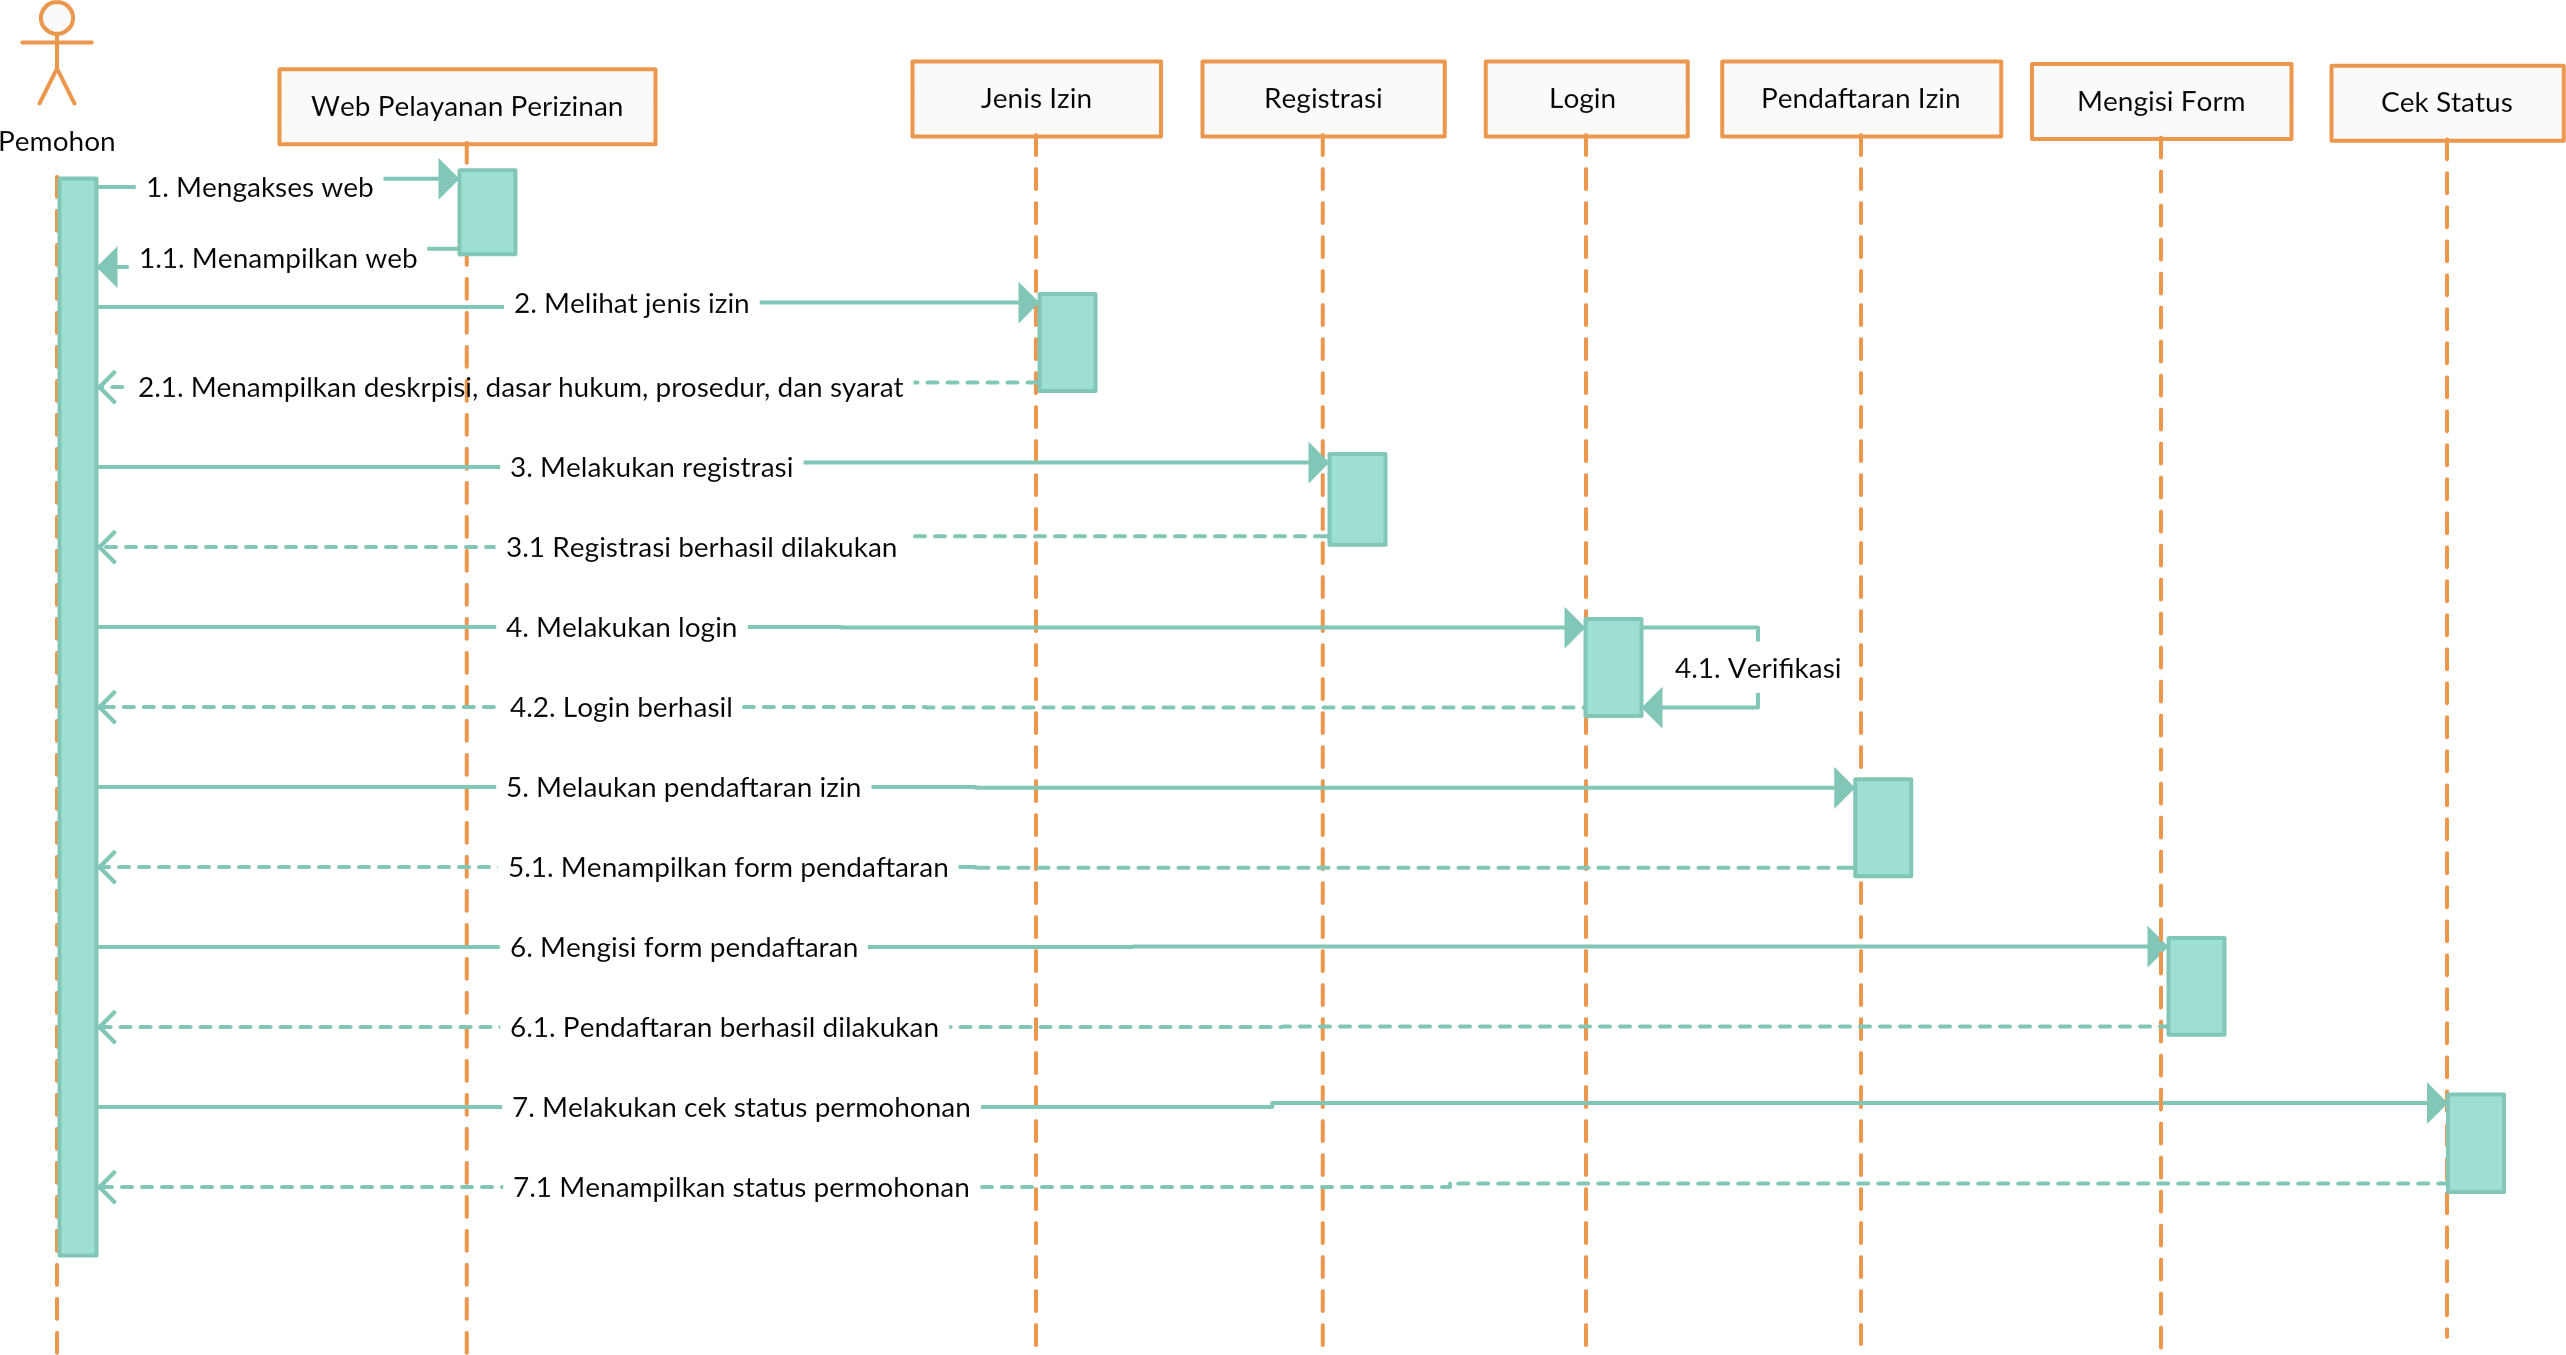 Pemohon
Web Pelayanan Perizinan
Jenis Izin
Registrasi
Login
Pendaftaran Izin
Mengisi Form
Cek Status
1. Mengakses web
1.1. Menampilkan web
2. Melihat jenis izin
2.1. Menampilkan deskrpisi, dasar hukum, prosedur, dan syarat
3. Melakukan registrasi
3.1 Registrasi berhasil dilakukan
4. Melakukan login
4.1. Verifikasi
4.2. Login berhasil
5. Melaukan pendaftaran izin
5.1. Menampilkan form pendaftaran
6. Mengisi form pendaftaran
6.1. Pendaftaran berhasil dilakukan
7. Melakukan cek status permohonan
7.1 Menampilkan status permohonan